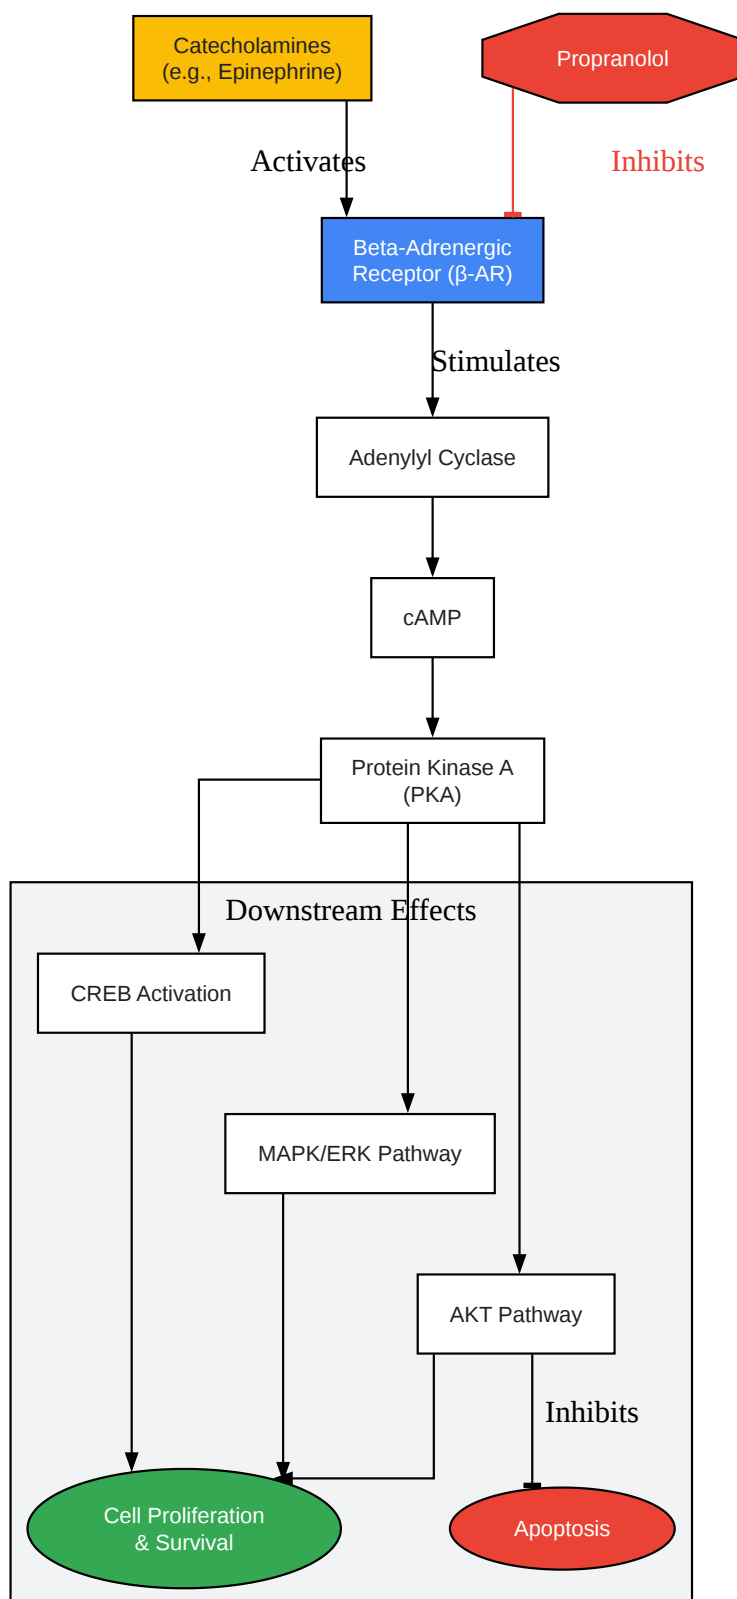 Catecholamines
(e.g., Epinephrine)
Propranolol
Activates
Inhibits
Beta-Adrenergic
Receptor (β-AR)
Stimulates
Adenylyl Cyclase
cAMP
Protein Kinase A
(PKA)
Downstream Effects
CREB Activation
MAPK/ERK Pathway
AKT Pathway
Inhibits
Cell Proliferation
& Survival
Apoptosis